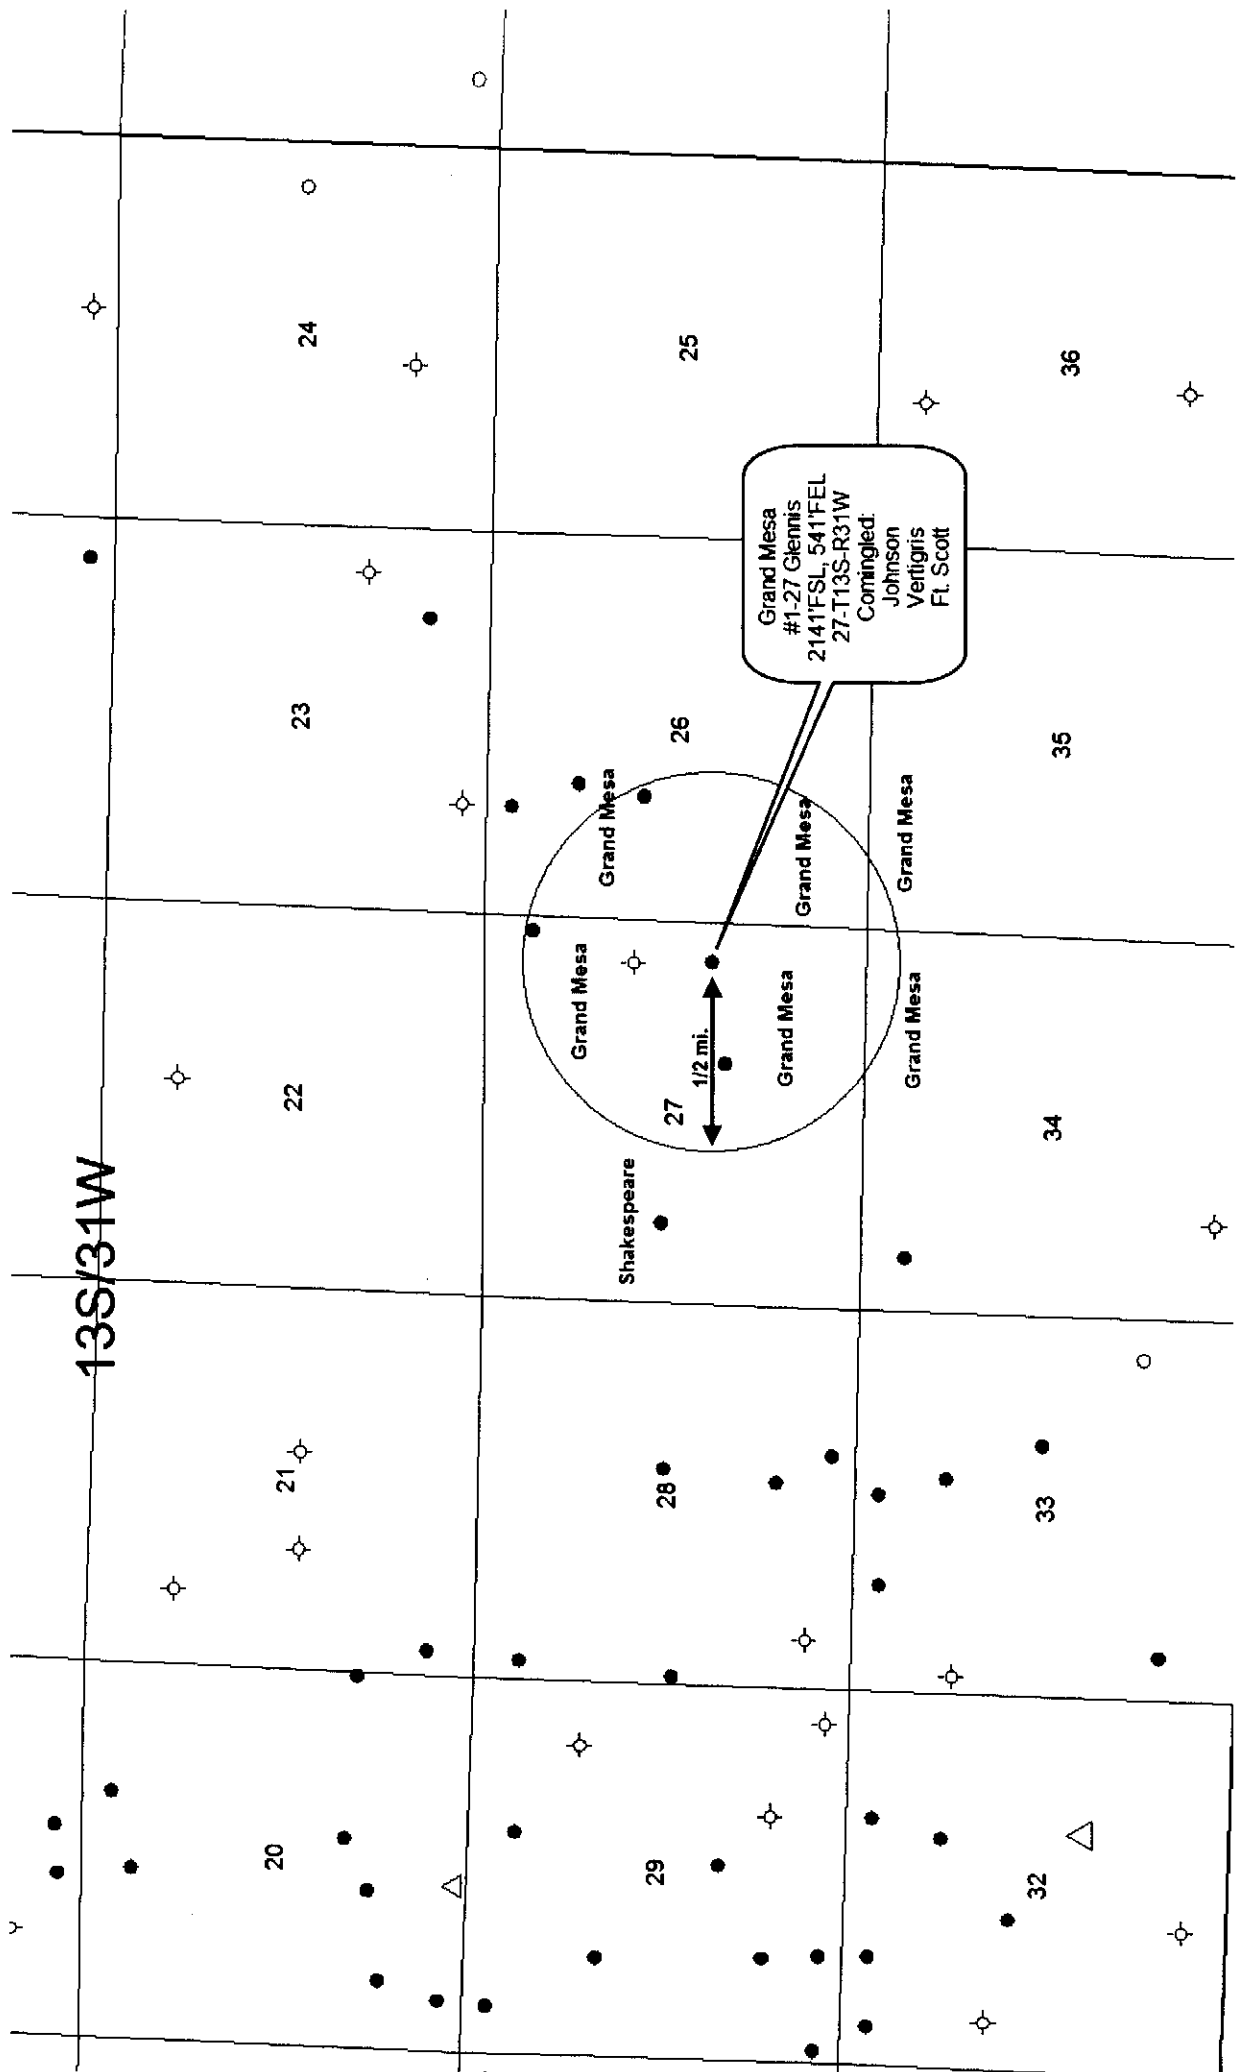 13S/31W
20
21
22
23
24
29
28
Shakespeare
27
1/2 mi.
Grand Mesa
Grand Mesa
Grand Mesa
Grand Mesa
26
25
Grand Mesa
#1-27 Glennis
2141'FSL, 541'FEL
27-T13S-R31W
Comingled:
Johnson
Vertigris
Ft. Scott
32
33
34
Grand Mesa
Grand Mesa
35
36